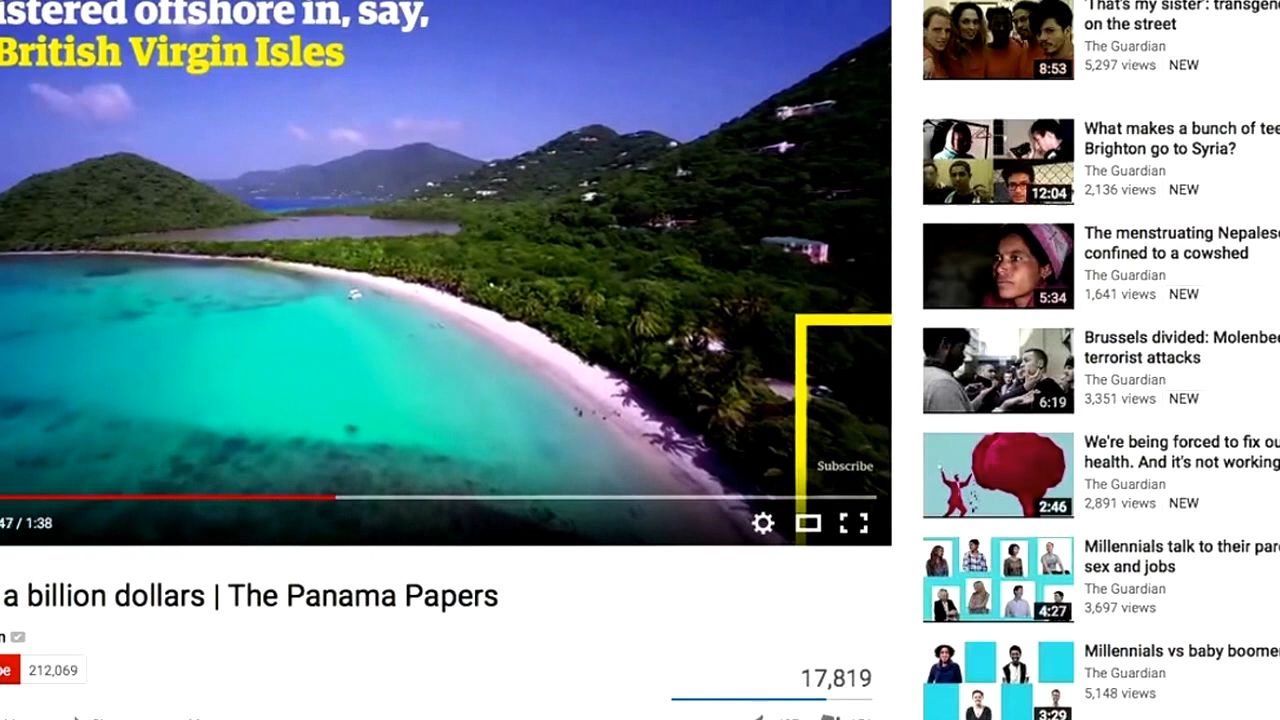 istered offshore in, say,
British Virgin Isles
Subscribe
47 / 1:38
a billion dollars | The Panama Papers
n
be 212,069
17,819
'That's my sister': transgend
on the street
The Guardian
5,297 views NEW
8:53
What makes a bunch of tee
Brighton go to Syria?
The Guardian
2,136 views NEW
12:04
The menstruating Nepalese
confined to a cowshed
The Guardian
1,641 views NEW
5:34
Brussels divided: Molenbee
terrorist attacks
The Guardian
3,351 views NEW
6:19
We're being forced to fix ou
health. And it's not working
The Guardian
2,891 views NEW
2:46
Millennials talk to their pare
sex and jobs
The Guardian
3,697 views
4:27
Millennials vs baby boomer
The Guardian
5,148 views
3:29